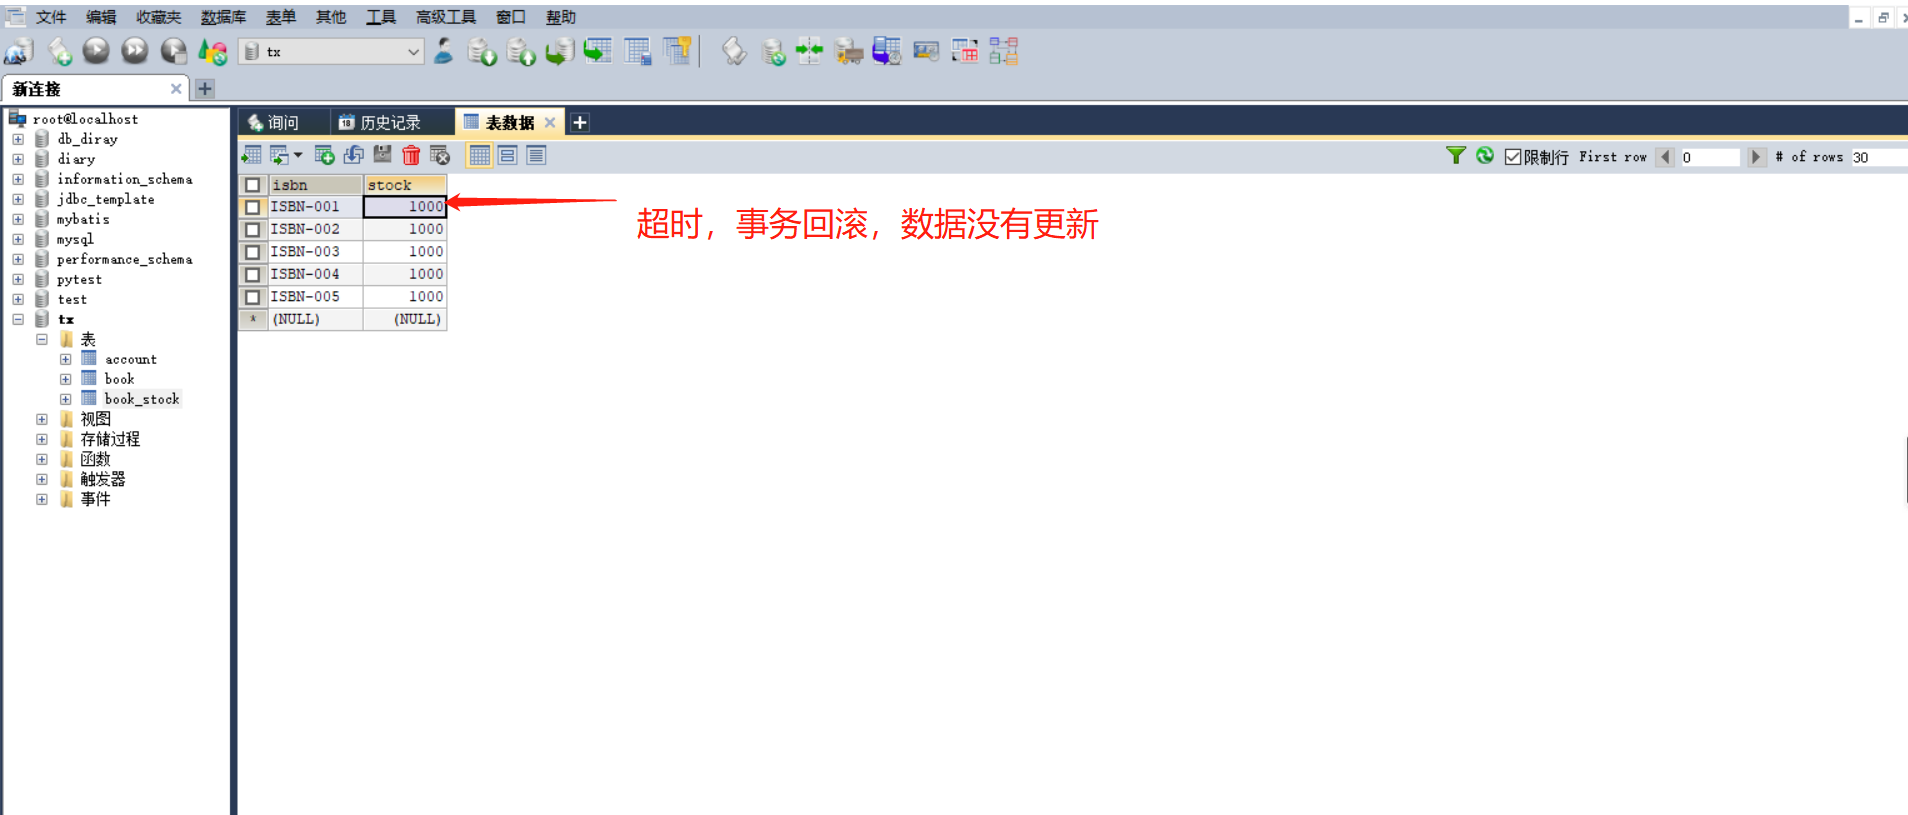 文件 编辑 收藏夹 数据库 表单 其他 工具 高级工具 窗口 帮助
tx
新连接
询问 18 历史记录 表数据
限制行 First row 0 # of rows 30
root@localhost
db_diray
diary
information_schema
jdbc_template
mybatis
mysql
performance_schema
pytest
test
tx
表
account
book
book_stock
视图
存储过程
函数
触发器
事件
isbn stock
ISBN-001 1000
ISBN-002 1000
ISBN-003 1000
ISBN-004 1000
ISBN-005 1000
* (NULL) (NULL)
超时，事务回滚，数据没有更新